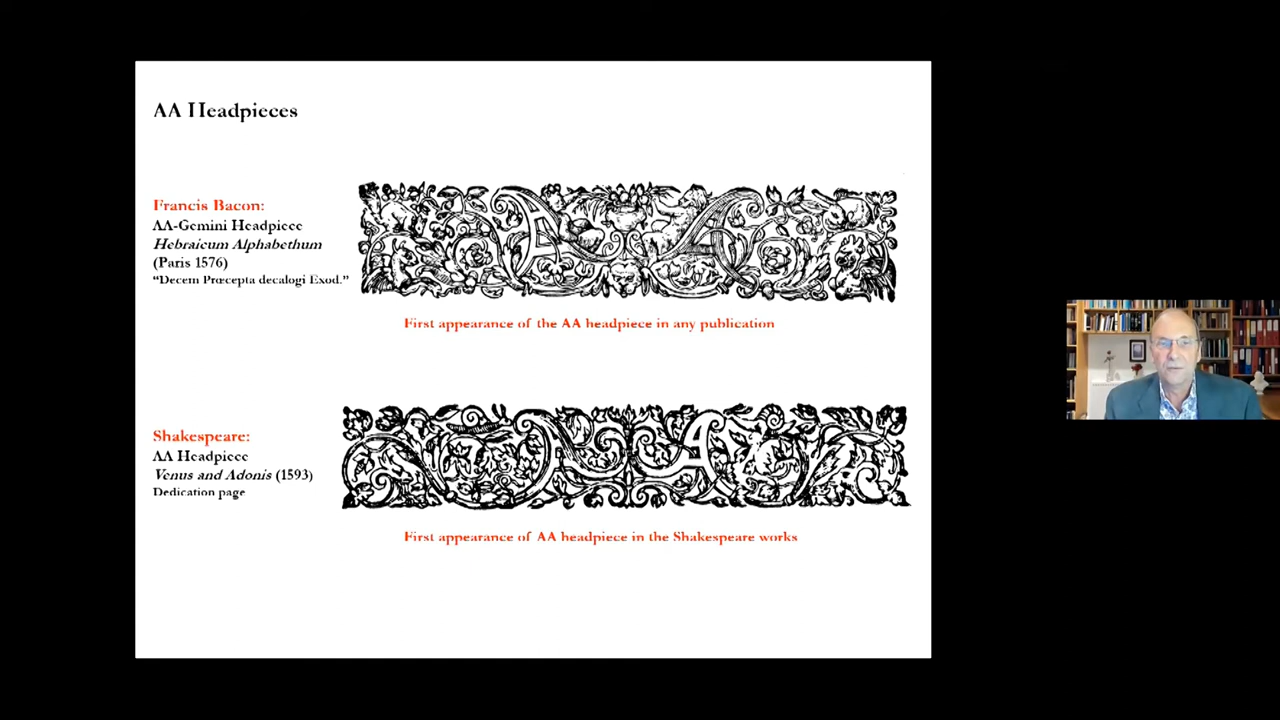 AA Headpieces
Francis Bacon:
AA-Gemini Headpiece
Hebraicum Alphabethum
(Paris 1576)
“Decem Præcepta decalogi Exod.”
First appearance of the AA headpiece in any publication
Shakespeare:
AA Headpiece
Venus and Adonis (1593)
Dedication page
First appearance of AA headpiece in the Shakespeare works